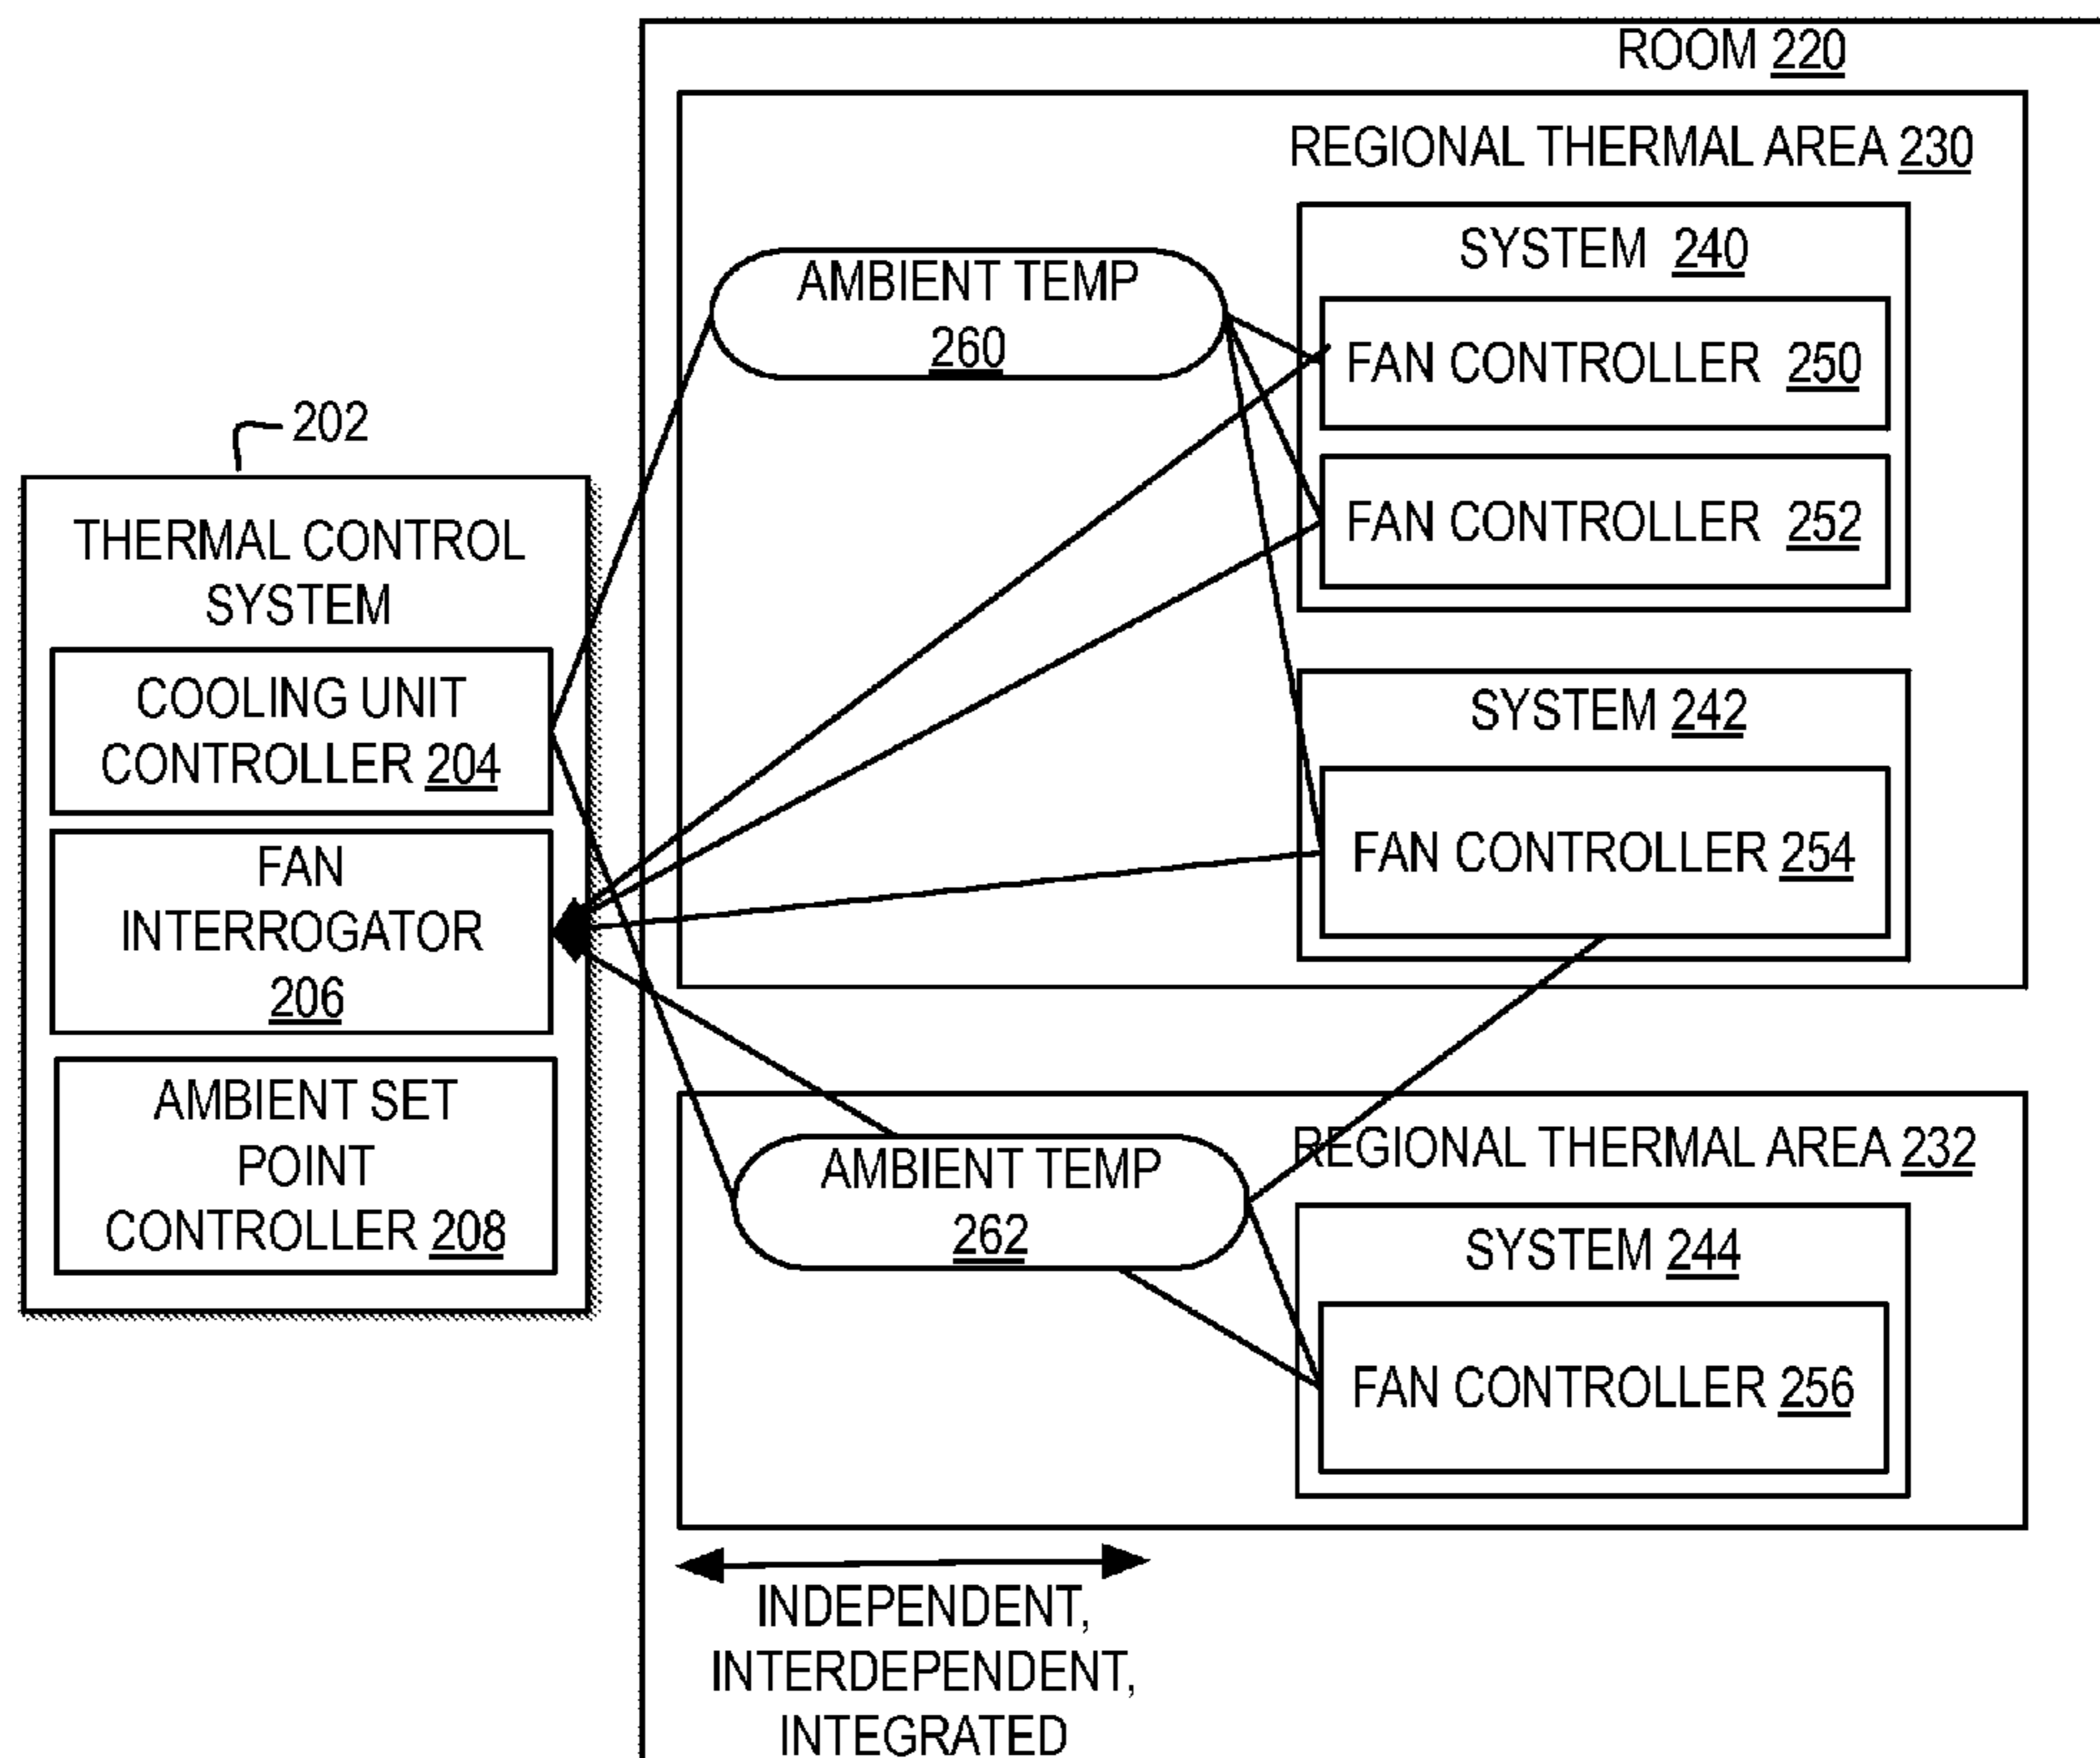 202
THERMAL CONTROL
SYSTEM
COOLING UNIT
CONTROLLER 204
FAN
INTERROGATOR
206
AMBIENT SET
POINT
CONTROLLER 208
ROOM 220
REGIONAL THERMAL AREA 230
AMBIENT TEMP
260
SYSTEM 240
FAN CONTROLLER 250
FAN CONTROLLER 252
SYSTEM 242
FAN CONTROLLER 254
REGIONAL THERMAL AREA 232
AMBIENT TEMP
262
SYSTEM 244
FAN CONTROLLER 256
INDEPENDENT,
INTERDEPENDENT,
INTEGRATED